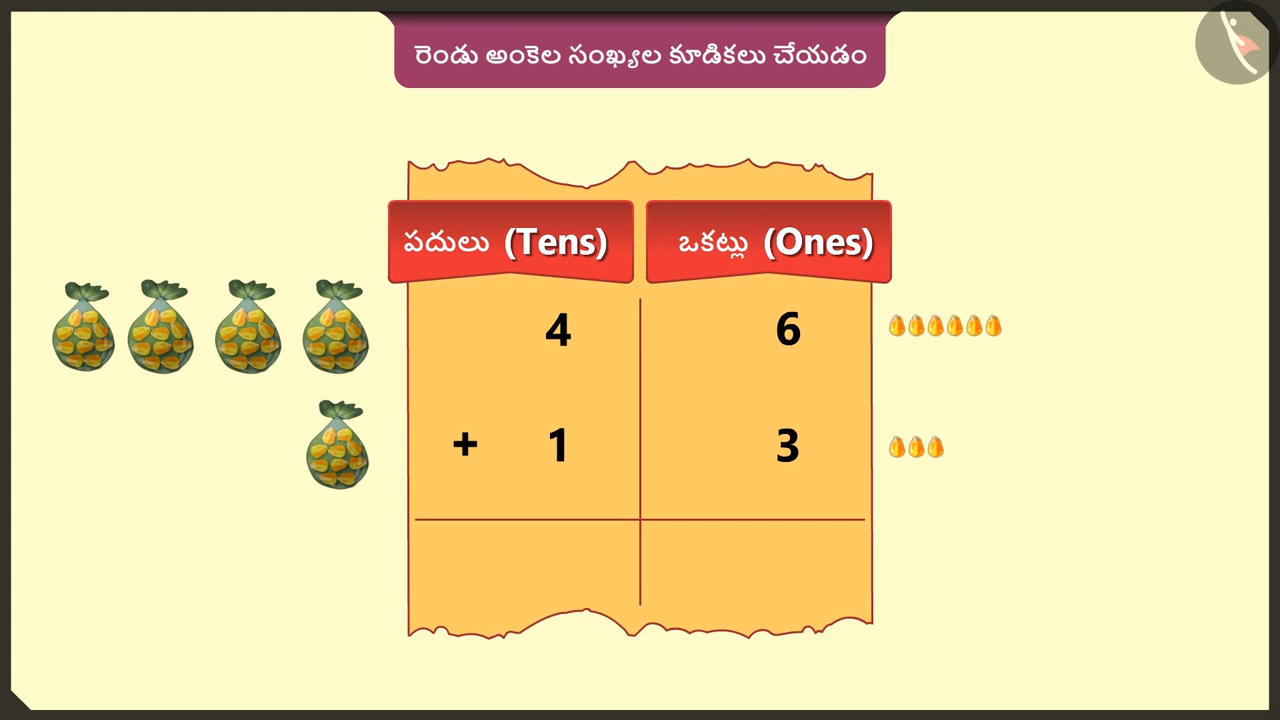 రెండు అంకెల సంఖ్యల కూడికలు చేయడం
పదులు (Tens) ఒకట్లు (Ones)
4 6
+ 1 3